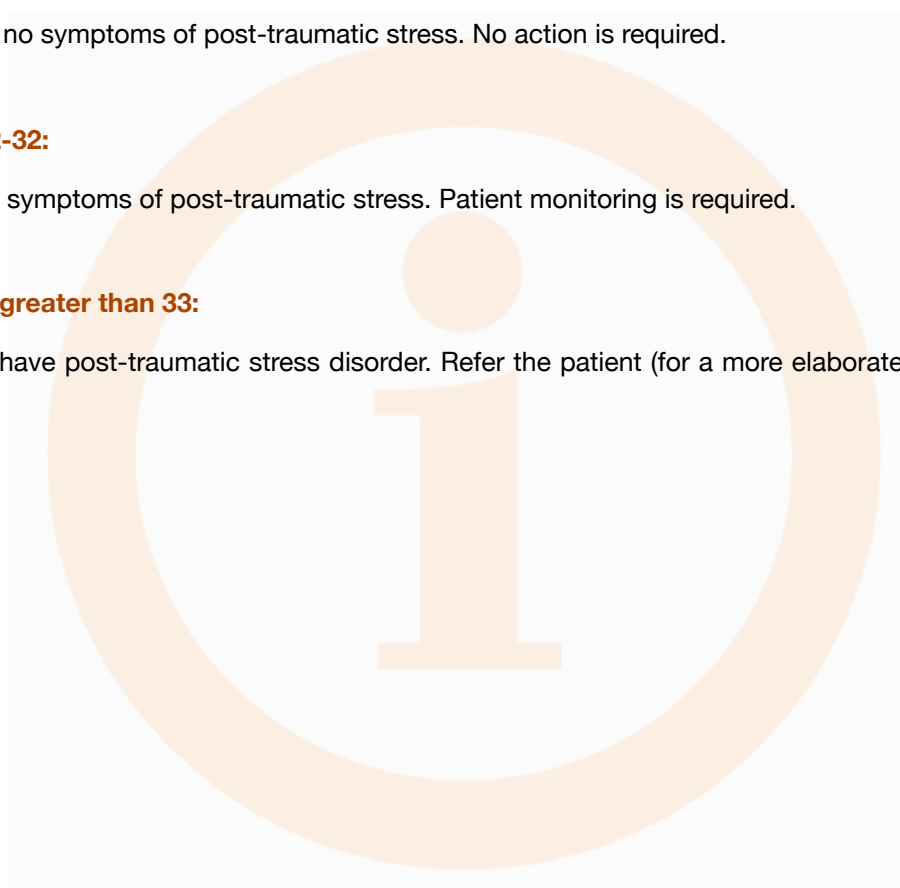 no symptoms of post-traumatic stress. No action is required.
-32:
symptoms of post-traumatic stress. Patient monitoring is required.
greater than 33:
have post-traumatic stress disorder. Refer the patient (for a more elaborate